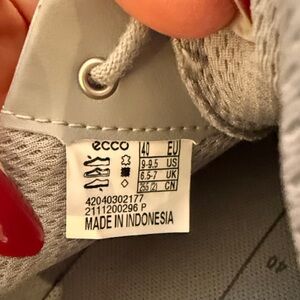 ecco
40 EU
9-9.5 US
6.5-7 UK
255 (2) CN
42040302177
2111200296 P
MADE IN INDONESIA
40